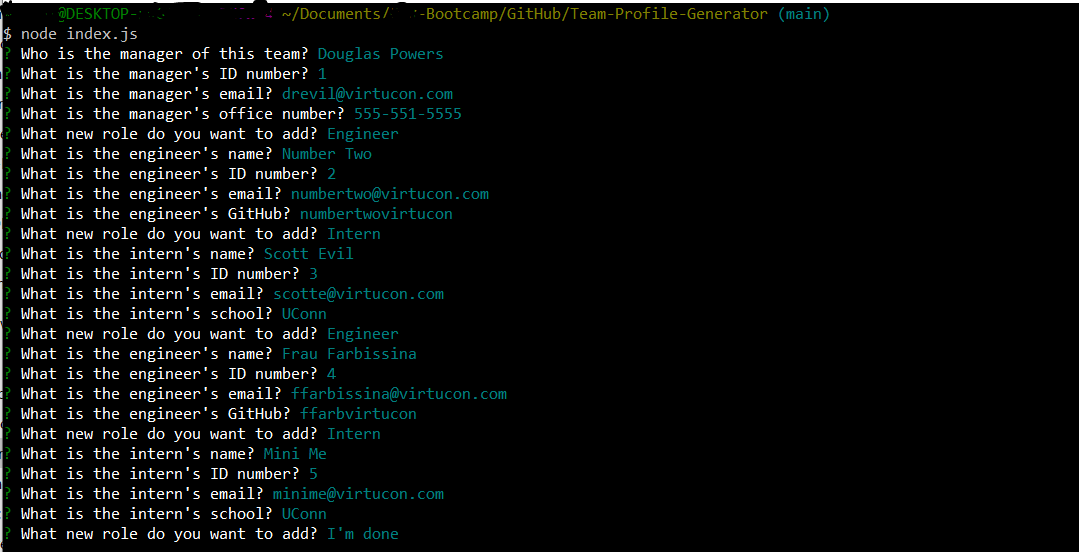 @DESKTOP- ~/Documents/ -Bootcamp/GitHub/Team-Profile-Generator (main)
$ node index.js
? Who is the manager of this team? Douglas Powers
? What is the manager's ID number? 1
? What is the manager's email? drevil@virtucon.com
? What is the manager's office number? 555-551-5555
? What new role do you want to add? Engineer
? What is the engineer's name? Number Two
? What is the engineer's ID number? 2
? What is the engineer's email? numbertwo@virtucon.com
? What is the engineer's GitHub? numbertwovirtucon
? What new role do you want to add? Intern
? What is the intern's name? Scott Evil
? What is the intern's ID number? 3
? What is the intern's email? scotte@virtucon.com
? What is the intern's school? UConn
? What new role do you want to add? Engineer
? What is the engineer's name? Frau Farbissina
? What is the engineer's ID number? 4
? What is the engineer's email? ffarbissina@virtucon.com
? What is the engineer's GitHub? ffarbvirtucon
? What new role do you want to add? Intern
? What is the intern's name? Mini Me
? What is the intern's ID number? 5
? What is the intern's email? minime@virtucon.com
? What is the intern's school? UConn
? What new role do you want to add? I'm done